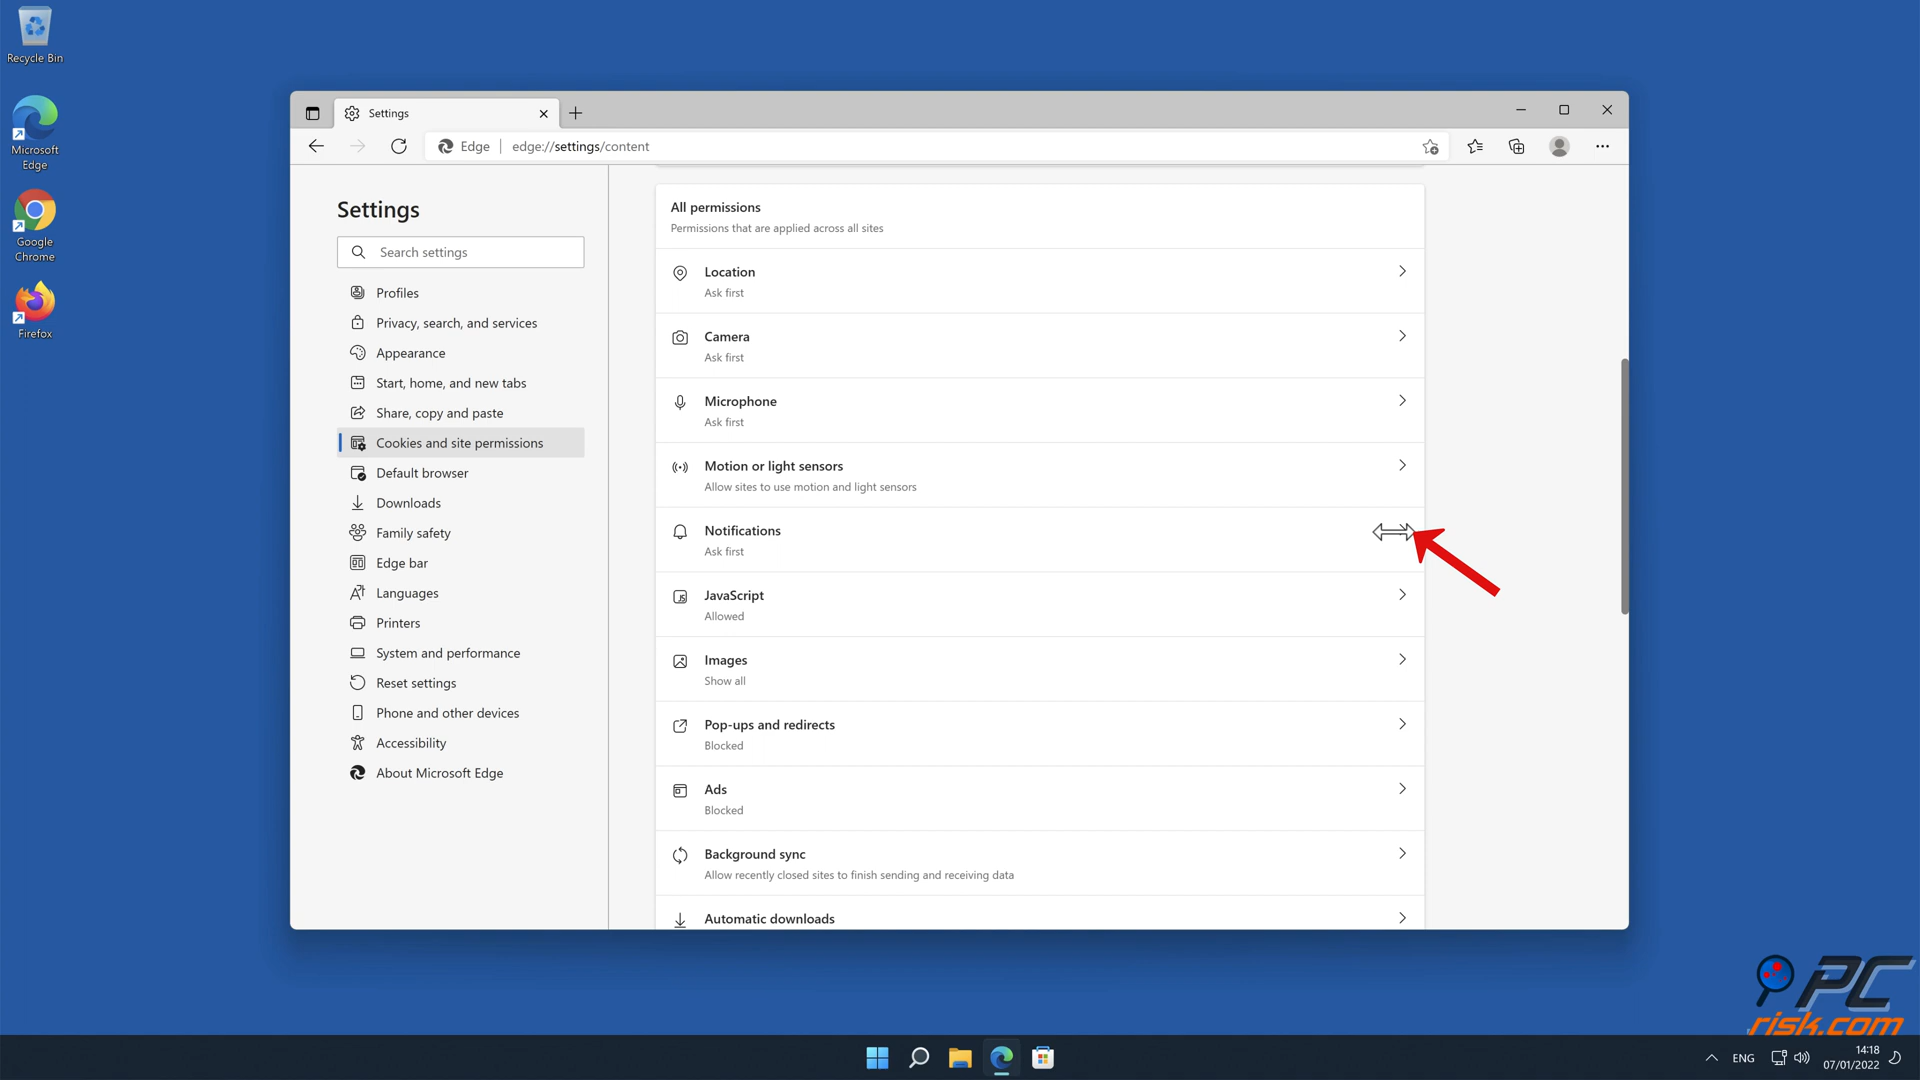 Recycle Bin
Microsoft
Edge
Google
Chrome
Firefox
Settings
Edge
edge://settings/content
Settings
Search settings
Profiles
Privacy, search, and services
Appearance
Start, home, and new tabs
Share, copy and paste
Cookies and site permissions
Default browser
Downloads
Family safety
Edge bar
Languages
Printers
System and performance
Reset settings
Phone and other devices
Accessibility
About Microsoft Edge
All permissions
Permissions that are applied across all sites
Location
Ask first
Camera
Ask first
Microphone
Ask first
Motion or light sensors
Allow sites to use motion and light sensors
Notifications
Ask first
JavaScript
Allowed
Images
Show all
Pop-ups and redirects
Blocked
Ads
Blocked
Background sync
Allow recently closed sites to finish sending and receiving data
Automatic downloads
PC
risk.com
ENG
14:18
07/01/2022